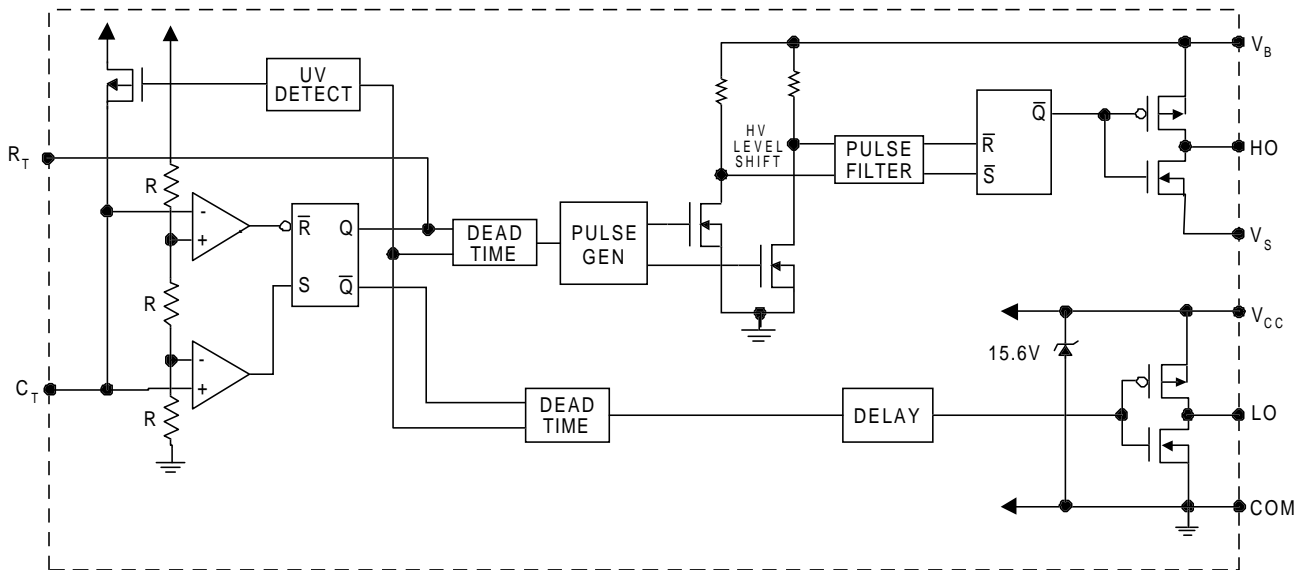 V_B
UV
DETECT
R_T
HV
LEVEL
SHIFT
PULSE
FILTER
R̅
S̅
Q̅
HO
R
-
+
R̅
Q
S
Q̅
DEAD
TIME
PULSE
GEN
V_S
R
V_CC
15.6V
-
+
C_T
R
DEAD
TIME
DELAY
LO
COM